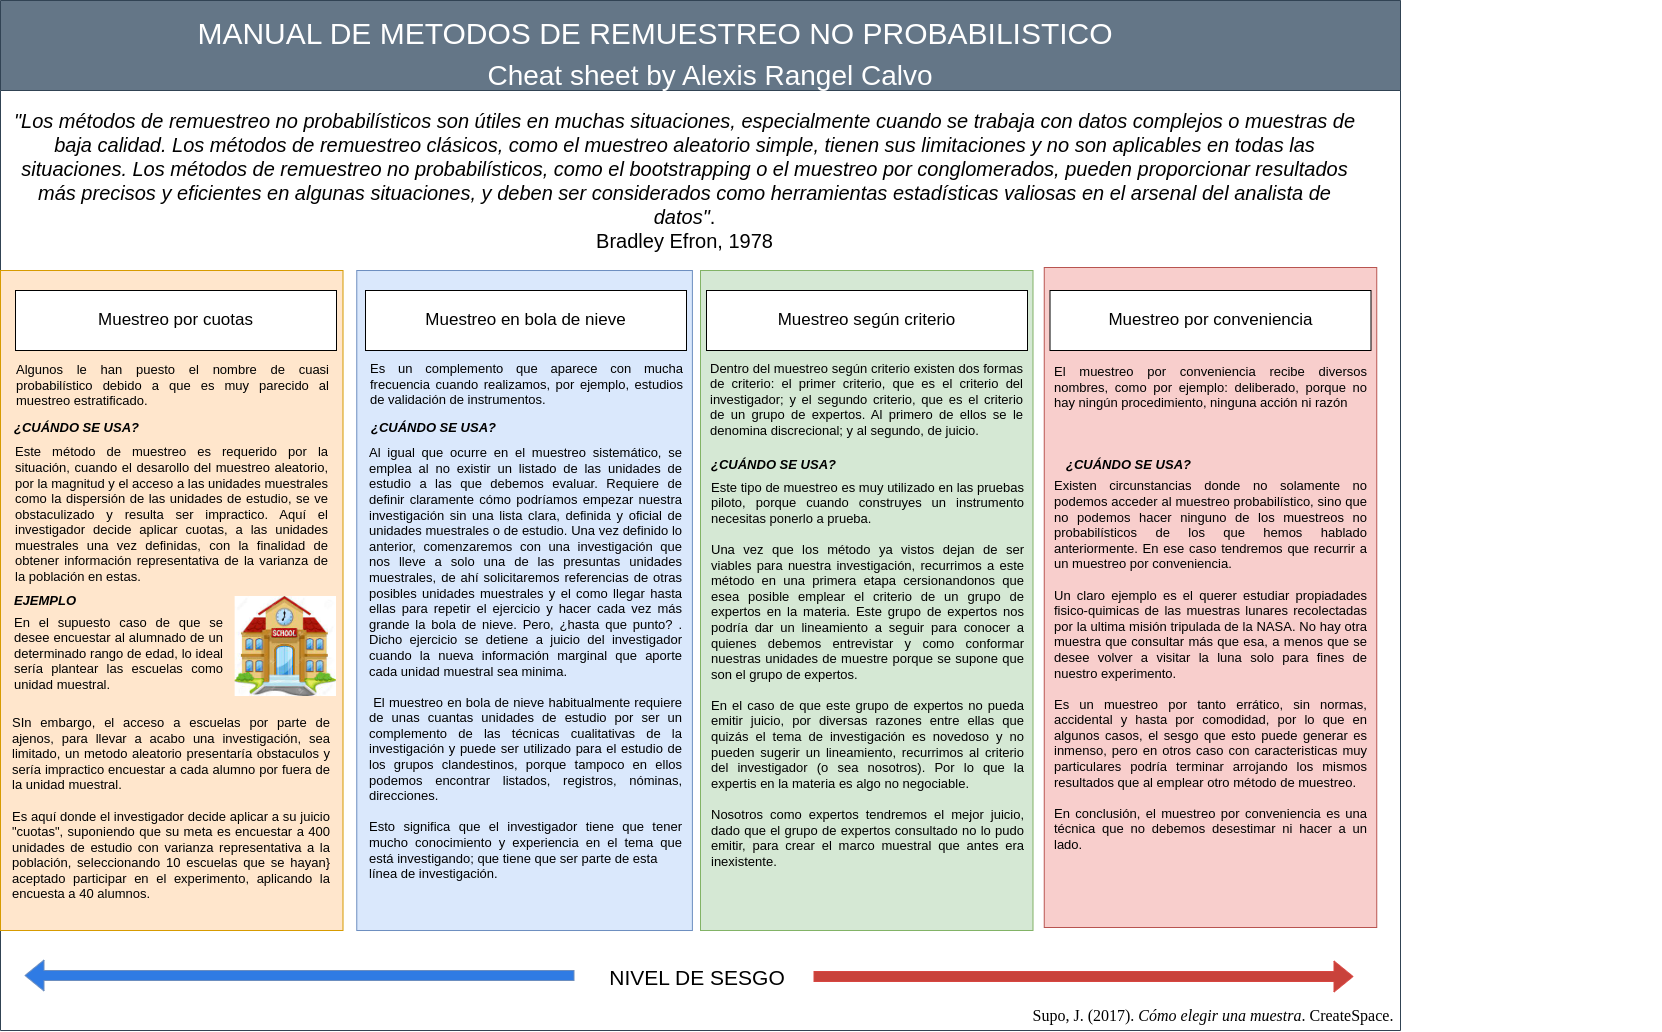 MANUAL DE METODOS DE REMUESTREO NO PROBABILISTICO
Cheat sheet by Alexis Rangel Calvo
"Los métodos de remuestreo no probabilísticos son útiles en muchas situaciones, especialmente cuando se trabaja con datos complejos o muestras de
baja calidad. Los métodos de remuestreo clásicos, como el muestreo aleatorio simple, tienen sus limitaciones y no son aplicables en todas las
situaciones. Los métodos de remuestreo no probabilísticos, como el bootstrapping o el muestreo por conglomerados, pueden proporcionar resultados
más precisos y eficientes en algunas situaciones, y deben ser considerados como herramientas estadísticas valiosas en el arsenal del analista de
datos".
Bradley Efron, 1978
Muestreo por cuotas
Algunos le han puesto el nombre de cuasi
probabilístico debido a que es muy parecido al
muestreo estratificado.
¿CUÁNDO SE USA?
Este método de muestreo es requerido por la
situación, cuando el desarollo del muestreo aleatorio,
por la magnitud y el acceso a las unidades muestrales
como la dispersión de las unidades de estudio, se ve
obstaculizado y resulta ser impractico. Aquí el
investigador decide aplicar cuotas, a las unidades
muestrales una vez definidas, con la finalidad de
obtener información representativa de la varianza de
la población en estas.
EJEMPLO
En el supuesto caso de que se
desee encuestar al alumnado de un
determinado rango de edad, lo ideal
sería plantear las escuelas como
unidad muestral.
SCHOOL
SIn embargo, el acceso a escuelas por parte de
ajenos, para llevar a acabo una investigación, sea
limitado, un metodo aleatorio presentaría obstaculos y
sería impractico encuestar a cada alumno por fuera de
la unidad muestral.
Es aquí donde el investigador decide aplicar a su juicio
"cuotas", suponiendo que su meta es encuestar a 400
unidades de estudio con varianza representativa a la
población, seleccionando 10 escuelas que se hayan}
aceptado participar en el experimento, aplicando la
encuesta a 40 alumnos.
Muestreo en bola de nieve
Es un complemento que aparece con mucha
frecuencia cuando realizamos, por ejemplo, estudios
de validación de instrumentos.
¿CUÁNDO SE USA?
Al igual que ocurre en el muestreo sistemático, se
emplea al no existir un listado de las unidades de
estudio a las que debemos evaluar. Requiere de
definir claramente cómo podríamos empezar nuestra
investigación sin una lista clara, definida y oficial de
unidades muestrales o de estudio. Una vez definido lo
anterior, comenzaremos con una investigación que
nos lleve a solo una de las presuntas unidades
muestrales, de ahí solicitaremos referencias de otras
posibles unidades muestrales y el como llegar hasta
ellas para repetir el ejercicio y hacer cada vez más
grande la bola de nieve. Pero, ¿hasta que punto? .
Dicho ejercicio se detiene a juicio del investigador
cuando la nueva información marginal que aporte
cada unidad muestral sea minima.
El muestreo en bola de nieve habitualmente requiere
de unas cuantas unidades de estudio por ser un
complemento de las técnicas cualitativas de la
investigación y puede ser utilizado para el estudio de
los grupos clandestinos, porque tampoco en ellos
podemos encontrar listados, registros, nóminas,
direcciones.
Esto significa que el investigador tiene que tener
mucho conocimiento y experiencia en el tema que
está investigando; que tiene que ser parte de esta
línea de investigación.
Muestreo según criterio
Dentro del muestreo según criterio existen dos formas
de criterio: el primer criterio, que es el criterio del
investigador; y el segundo criterio, que es el criterio
de un grupo de expertos. Al primero de ellos se le
denomina discrecional; y al segundo, de juicio.
¿CUÁNDO SE USA?
Este tipo de muestreo es muy utilizado en las pruebas
piloto, porque cuando construyes un instrumento
necesitas ponerlo a prueba.
Una vez que los método ya vistos dejan de ser
viables para nuestra investigación, recurrimos a este
método en una primera etapa cersionandonos que
esea posible emplear el criterio de un grupo de
expertos en la materia. Este grupo de expertos nos
podría dar un lineamiento a seguir para conocer a
quienes debemos entrevistar y como conformar
nuestras unidades de muestre porque se supone que
son el grupo de expertos.
En el caso de que este grupo de expertos no pueda
emitir juicio, por diversas razones entre ellas que
quizás el tema de investigación es novedoso y no
pueden sugerir un lineamiento, recurrimos al criterio
del investigador (o sea nosotros). Por lo que la
expertis en la materia es algo no negociable.
Nosotros como expertos tendremos el mejor juicio,
dado que el grupo de expertos consultado no lo pudo
emitir, para crear el marco muestral que antes era
inexistente.
Muestreo por conveniencia
El muestreo por conveniencia recibe diversos
nombres, como por ejemplo: deliberado, porque no
hay ningún procedimiento, ninguna acción ni razón
¿CUÁNDO SE USA?
Existen circunstancias donde no solamente no
podemos acceder al muestreo probabilístico, sino que
no podemos hacer ninguno de los muestreos no
probabilísticos de los que hemos hablado
anteriormente. En ese caso tendremos que recurrir a
un muestreo por conveniencia.
Un claro ejemplo es el querer estudiar propiadades
fisico-quimicas de las muestras lunares recolectadas
por la ultima misión tripulada de la NASA. No hay otra
muestra que consultar más que esa, a menos que se
desee volver a visitar la luna solo para fines de
nuestro experimento.
Es un muestreo por tanto errático, sin normas,
accidental y hasta por comodidad, por lo que en
algunos casos, el sesgo que esto puede generar es
inmenso, pero en otros caso con caracteristicas muy
particulares podría terminar arrojando los mismos
resultados que al emplear otro método de muestreo.
En conclusión, el muestreo por conveniencia es una
técnica que no debemos desestimar ni hacer a un
lado.
NIVEL DE SESGO
Supo, J. (2017). Cómo elegir una muestra. CreateSpace.